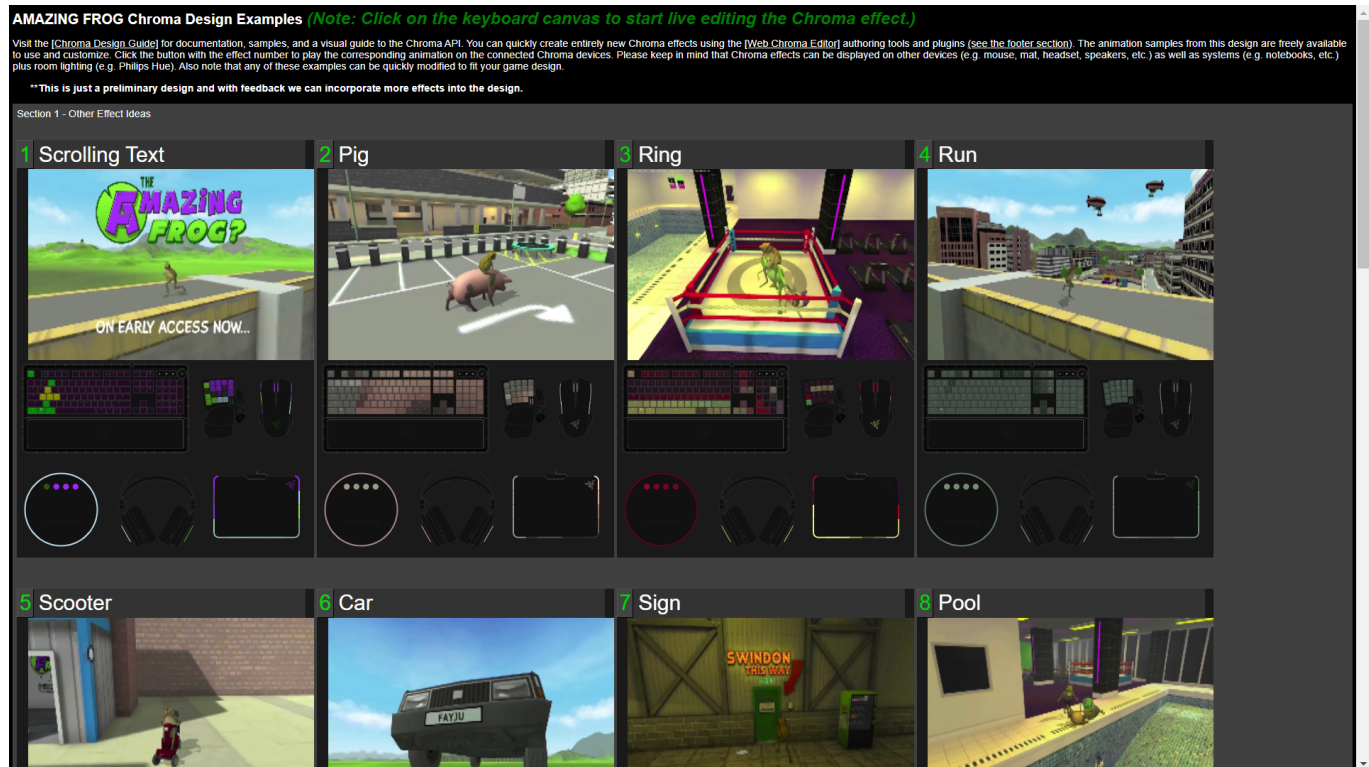 AMAZING FROG Chroma Design Examples (Note: Click on the keyboard canvas to start live editing the Chroma effect.)
Visit the [Chroma Design Guide] for documentation, samples, and a visual guide to the Chroma API. You can quickly create entirely new Chroma effects using the [Web Chroma Editor] authoring tools and plugins (see the footer section). The animation samples from this design are freely available
to use and customize. Click the button with the effect number to play the corresponding animation on the connected Chroma devices. Please keep in mind that Chroma effects can be displayed on other devices (e.g. mouse, mat, headset, speakers, etc.) as well as systems (e.g. notebooks, etc.)
plus room lighting (e.g. Philips Hue). Also note that any of these examples can be quickly modified to fit your game design.
**This is just a preliminary design and with feedback we can incorporate more effects into the design.
Section 1 - Other Effect Ideas
1 Scrolling Text
2 Pig
3 Ring
4 Run
THE
AMAZING
FROG?
ON EARLY ACCESS NOW...
5 Scooter
6 Car
7 Sign
8 Pool
FAYJU
SWINDON
THIS WAY